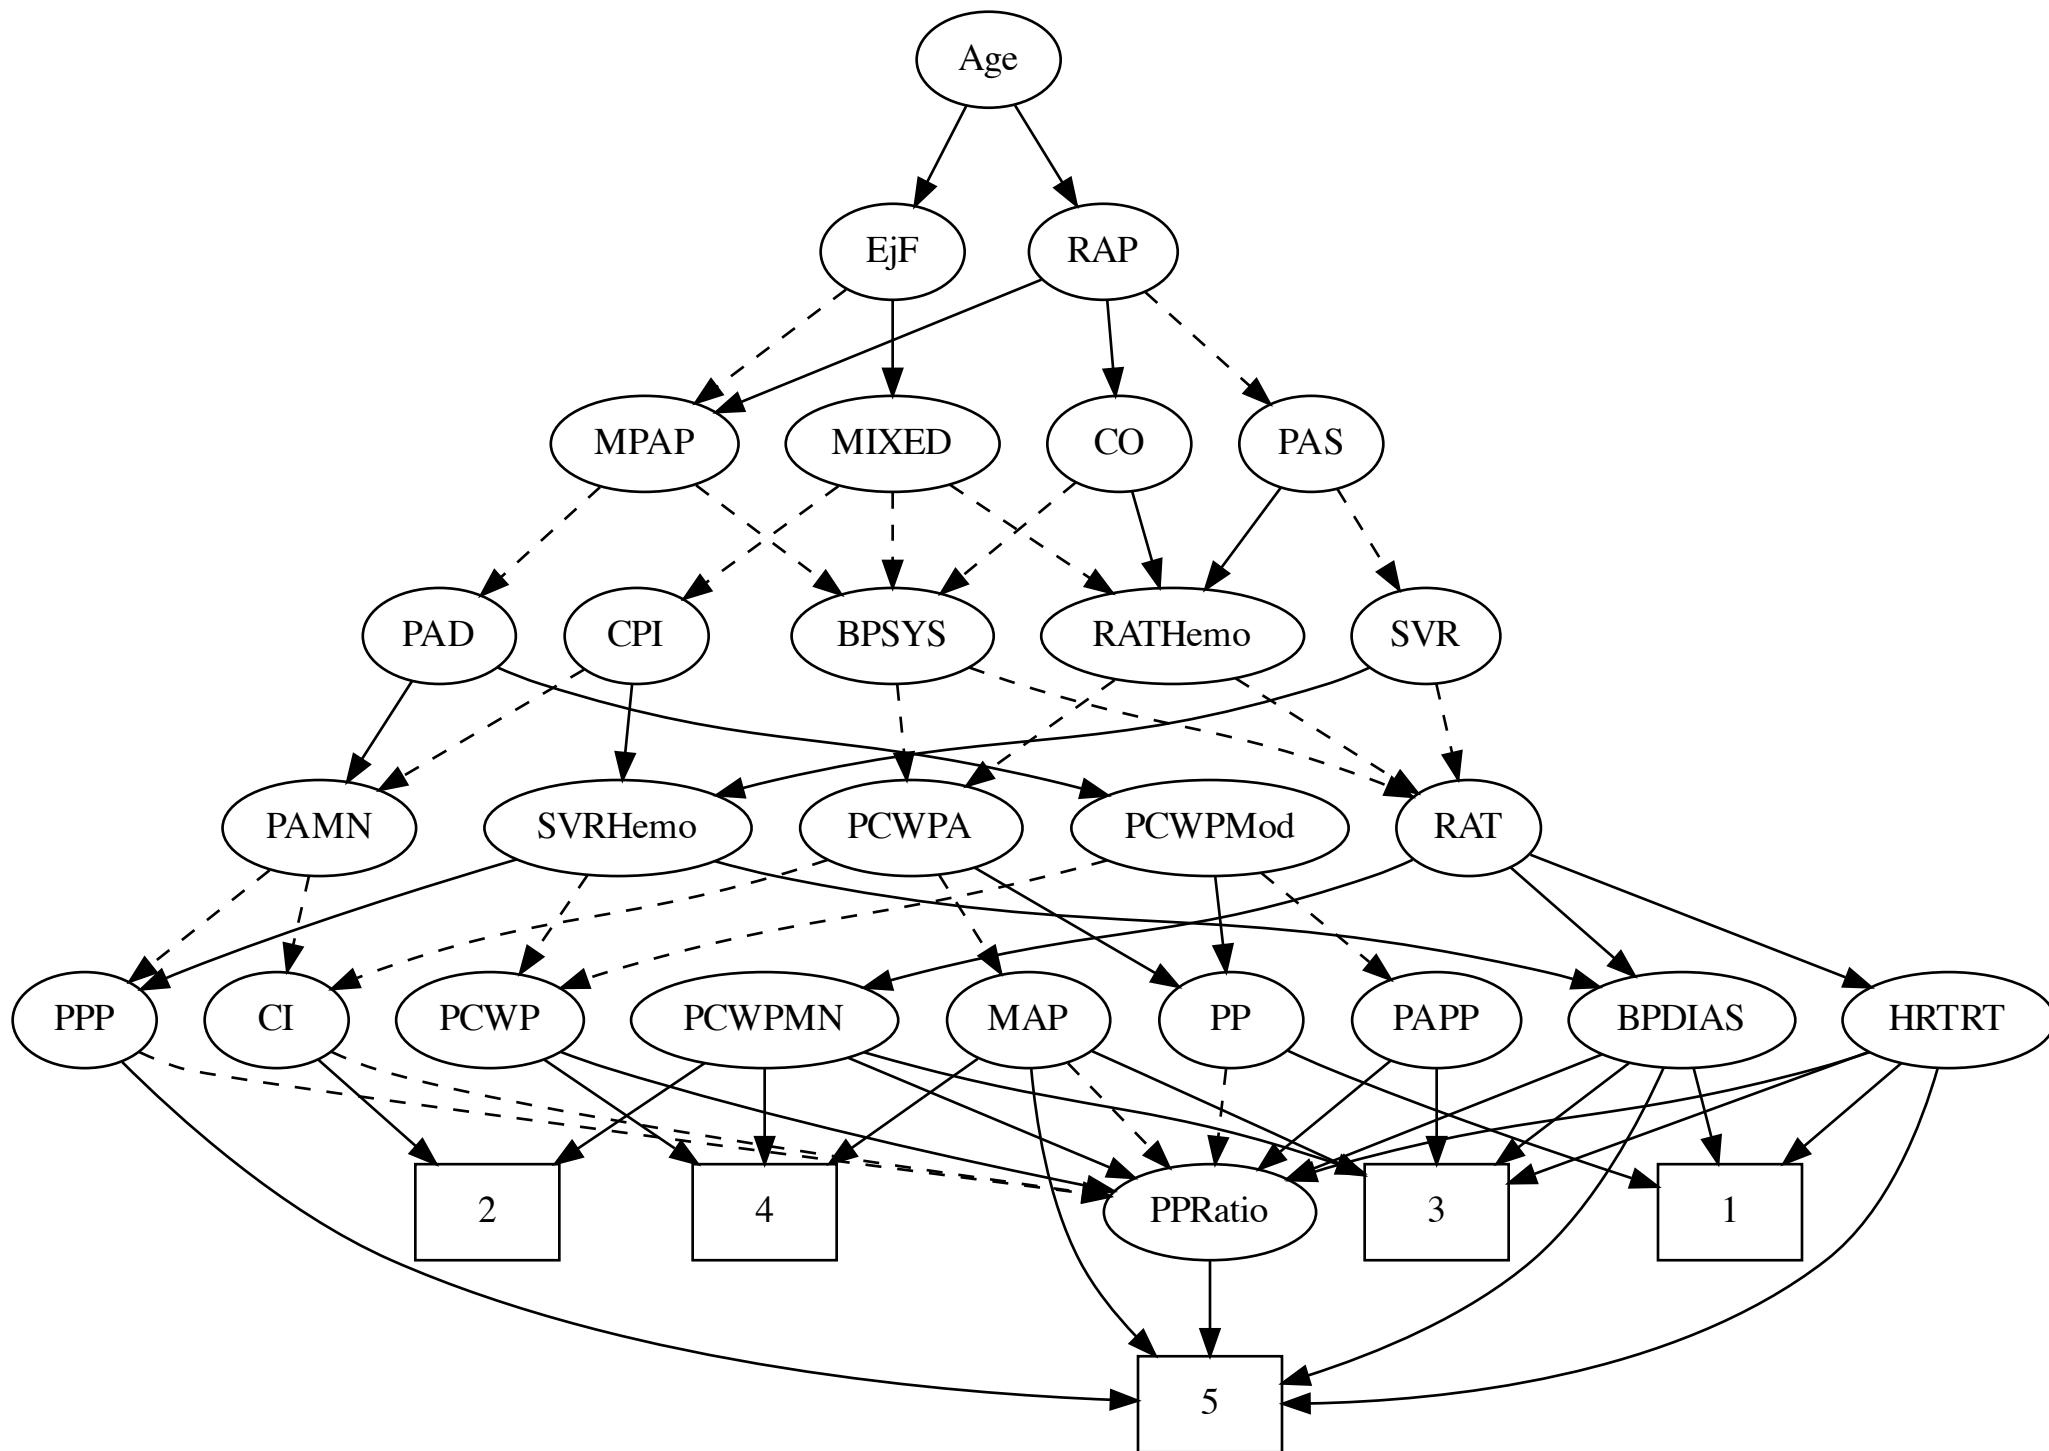 Age
EjF
RAP
MPAP
MIXED
CO
PAS
PAD
CPI
BPSYS
RATHemo
SVR
PAMN
SVRHemo
PCWPA
PCWPMod
RAT
PPP
CI
PCWP
PCWPMN
MAP
PP
PAPP
BPDIAS
HRTRT
2
4
PPRatio
3
1
5